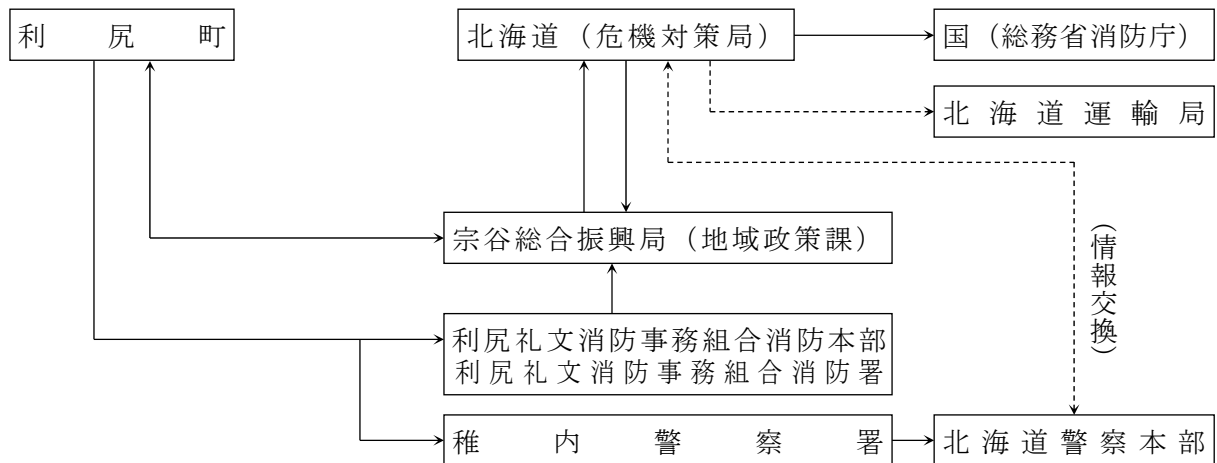 利尻町
北海道（危機対策局）
国（総務省消防庁）
北海道運輸局
宗谷総合振興局（地域政策課）
（情報交換）
利尻礼文消防事務組合消防本部
利尻礼文消防事務組合消防署
稚内警察署
北海道警察本部